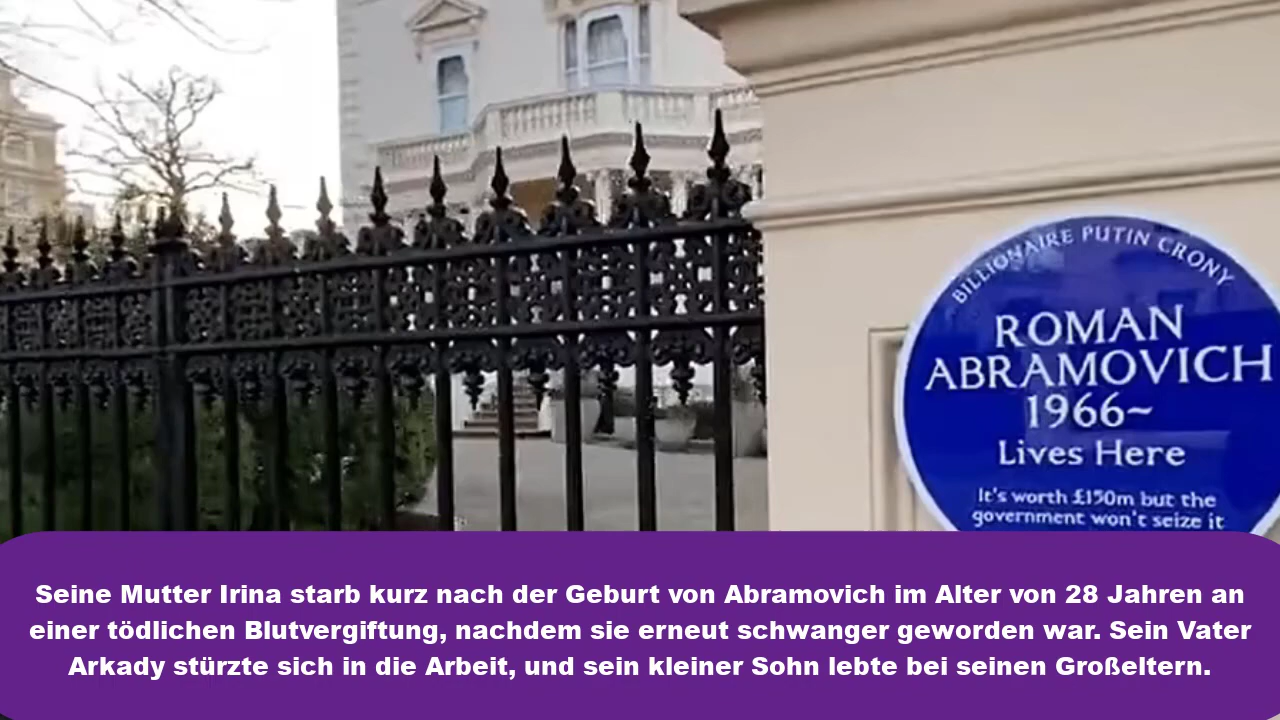 BILLIONAIRE PUTIN CRONY
ROMAN
ABRAMOVICH
1966~
Lives Here
It's worth £150m but the
government won't seize it
Seine Mutter Irina starb kurz nach der Geburt von Abramovich im Alter von 28 Jahren an
einer tödlichen Blutvergiftung, nachdem sie erneut schwanger geworden war. Sein Vater
Arkady stürzte sich in die Arbeit, und sein kleiner Sohn lebte bei seinen Großeltern.